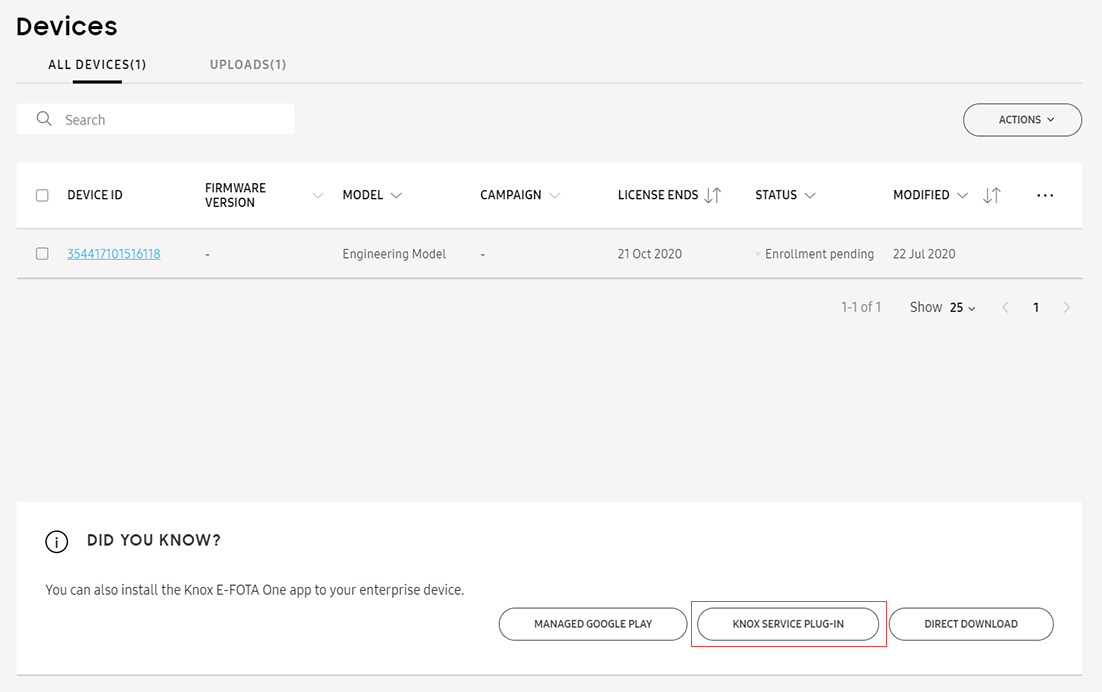 Devices
ALL DEVICES(1) UPLOADS(1)
Search
ACTIONS
DEVICE ID FIRMWARE VERSION MODEL CAMPAIGN LICENSE ENDS STATUS MODIFIED ...
354417101516118 - Engineering Model - 21 Oct 2020 Enrollment pending 22 Jul 2020
1-1 of 1 Show 25 1
DID YOU KNOW?
You can also install the Knox E-FOTA One app to your enterprise device.
MANAGED GOOGLE PLAY KNOX SERVICE PLUG-IN DIRECT DOWNLOAD